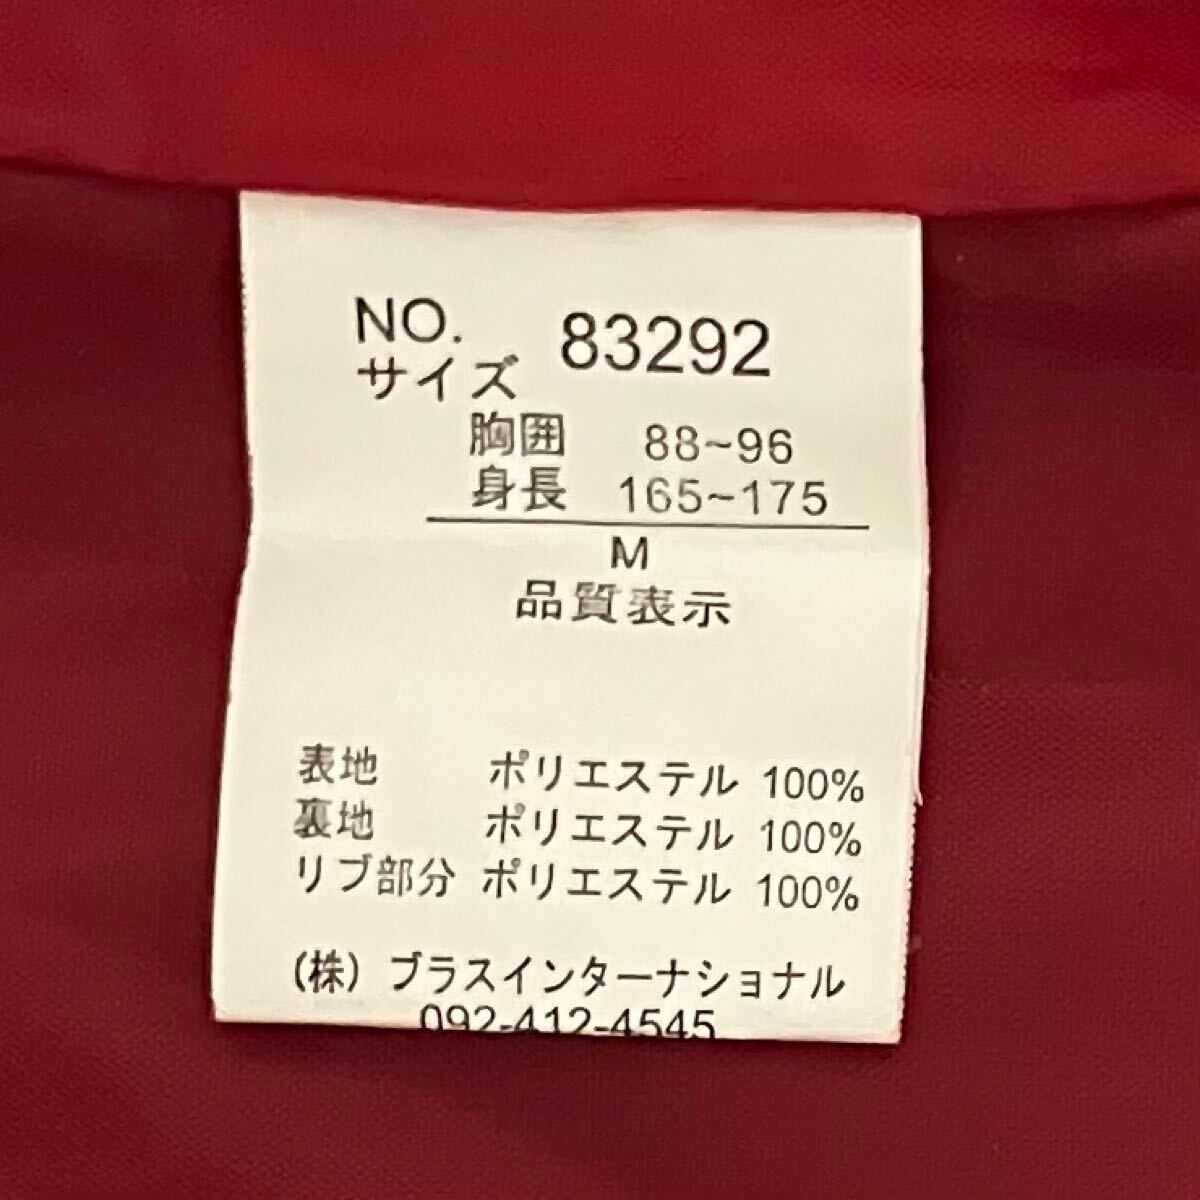 NO. 83292
サイズ
胸囲 88~96
身長 165~175
M
品質表示
表地 ポリエステル 100%
裏地 ポリエステル 100%
リブ部分 ポリエステル 100%
(株) ブラスインターナショナル
092-412-4545